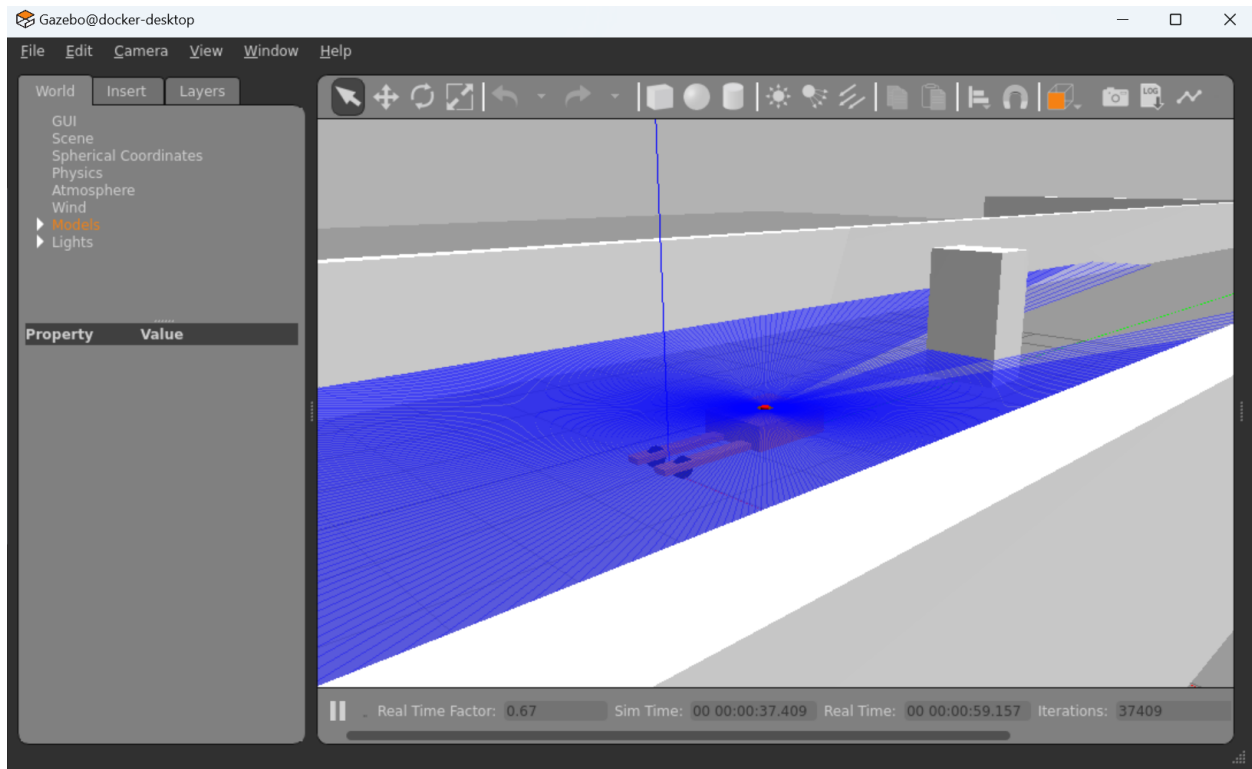 Gazebo@docker-desktop
File Edit Camera View Window Help
World Insert Layers
GUI
Scene
Spherical Coordinates
Physics
Atmosphere
Wind
Models
Lights
Property Value
LOG
Real Time Factor: 0.67 Sim Time: 00 00:00:37.409 Real Time: 00 00:00:59.157 Iterations: 37409